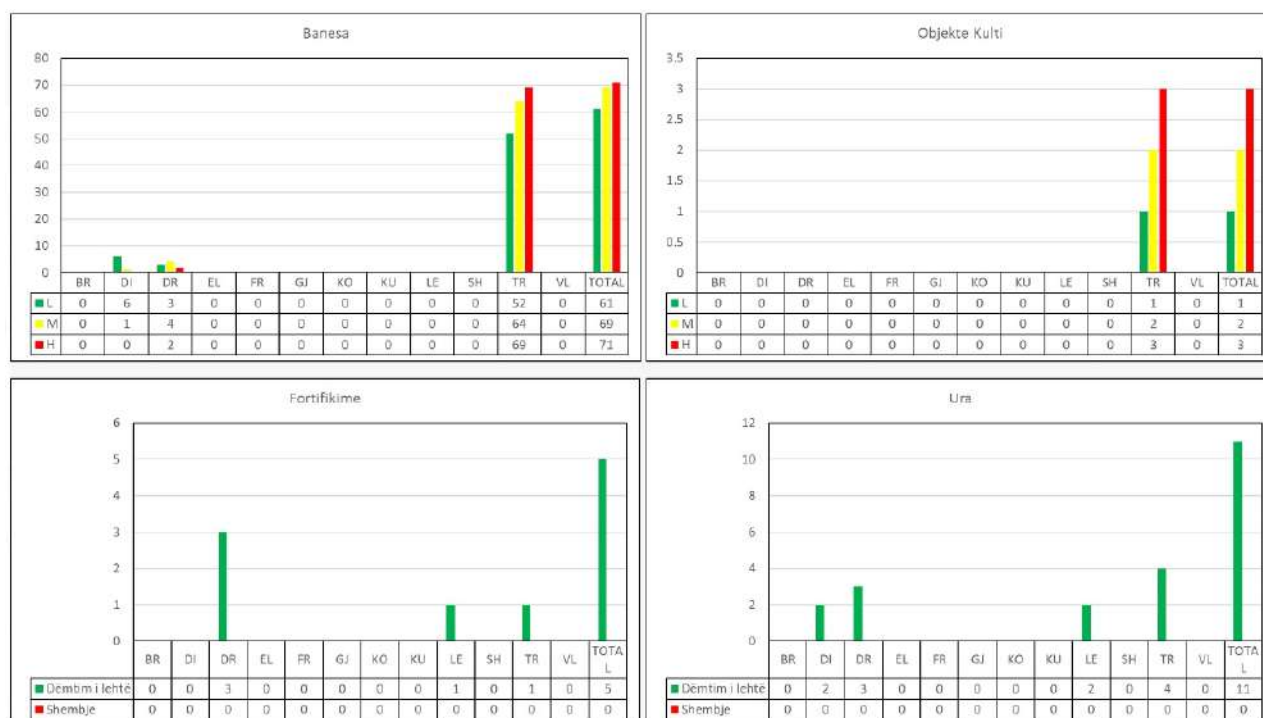 Banesa
80
70
60
50
40
30
20
10
0
BR DI DR EL FR GJ KO KU LE SH TR VL TOTAL
L 0 6 3 0 0 0 0 0 0 0 52 0 61
M 0 1 4 0 0 0 0 0 0 0 64 0 69
H 0 0 2 0 0 0 0 0 0 0 69 0 71
Objekte Kulti
3.5
3
2.5
2
1.5
1
0.5
0
BR DI DR EL FR GJ KO KU LE SH TR VL TOTAL
L 0 0 0 0 0 0 0 0 0 0 1 0 1
M 0 0 0 0 0 0 0 0 0 0 2 0 2
H 0 0 0 0 0 0 0 0 0 0 3 0 3
Fortifikime
6
5
4
3
2
1
0
BR DI DR EL FR GJ KO KU LE SH TR VL TOTA
L
Dëmtim i lehtë 0 0 3 0 0 0 0 0 1 0 1 0 5
Shembje 0 0 0 0 0 0 0 0 0 0 0 0 0
Ura
12
10
8
6
4
2
0
BR DI DR EL FR GJ KO KU LE SH TR VL TOTA
L
Dëmtim i lehtë 0 2 3 0 0 0 0 0 2 0 4 0 11
Shembje 0 0 0 0 0 0 0 0 0 0 0 0 0